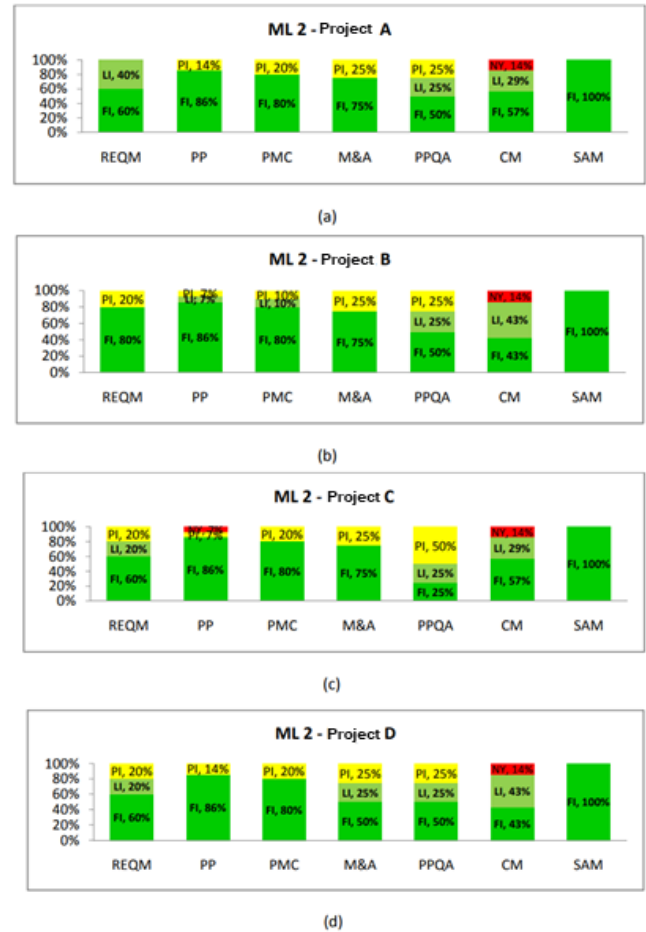 ML 2 - Project A
100%
80%
60%
40%
20%
0%
LI, 40%
FI, 60%
PI, 14%
FI, 86%
PI, 20%
FI, 80%
PI, 25%
FI, 75%
PI, 25%
LI, 25%
FI, 50%
NY, 14%
LI, 29%
FI, 57%
FI, 100%
REQM PP PMC M&A PPQA CM SAM
(a)
ML 2 - Project B
100%
80%
60%
40%
20%
0%
PI, 20%
FI, 80%
PI, 7%
LI, 7%
FI, 86%
PI, 10%
LI, 10%
FI, 80%
PI, 25%
FI, 75%
PI, 25%
LI, 25%
FI, 50%
NY, 14%
LI, 43%
FI, 43%
FI, 100%
REQM PP PMC M&A PPQA CM SAM
(b)
ML 2 - Project C
100%
80%
60%
40%
20%
0%
PI, 20%
LI, 20%
FI, 60%
NY, 7%
PI, 7%
FI, 86%
PI, 20%
FI, 80%
PI, 25%
FI, 75%
PI, 50%
LI, 25%
FI, 25%
NY, 14%
LI, 29%
FI, 57%
FI, 100%
REQM PP PMC M&A PPQA CM SAM
(c)
ML 2 - Project D
100%
80%
60%
40%
20%
0%
PI, 20%
LI, 20%
FI, 60%
PI, 14%
FI, 86%
PI, 20%
FI, 80%
PI, 25%
LI, 25%
FI, 50%
PI, 25%
LI, 25%
FI, 50%
NY, 14%
LI, 43%
FI, 43%
FI, 100%
REQM PP PMC M&A PPQA CM SAM
(d)